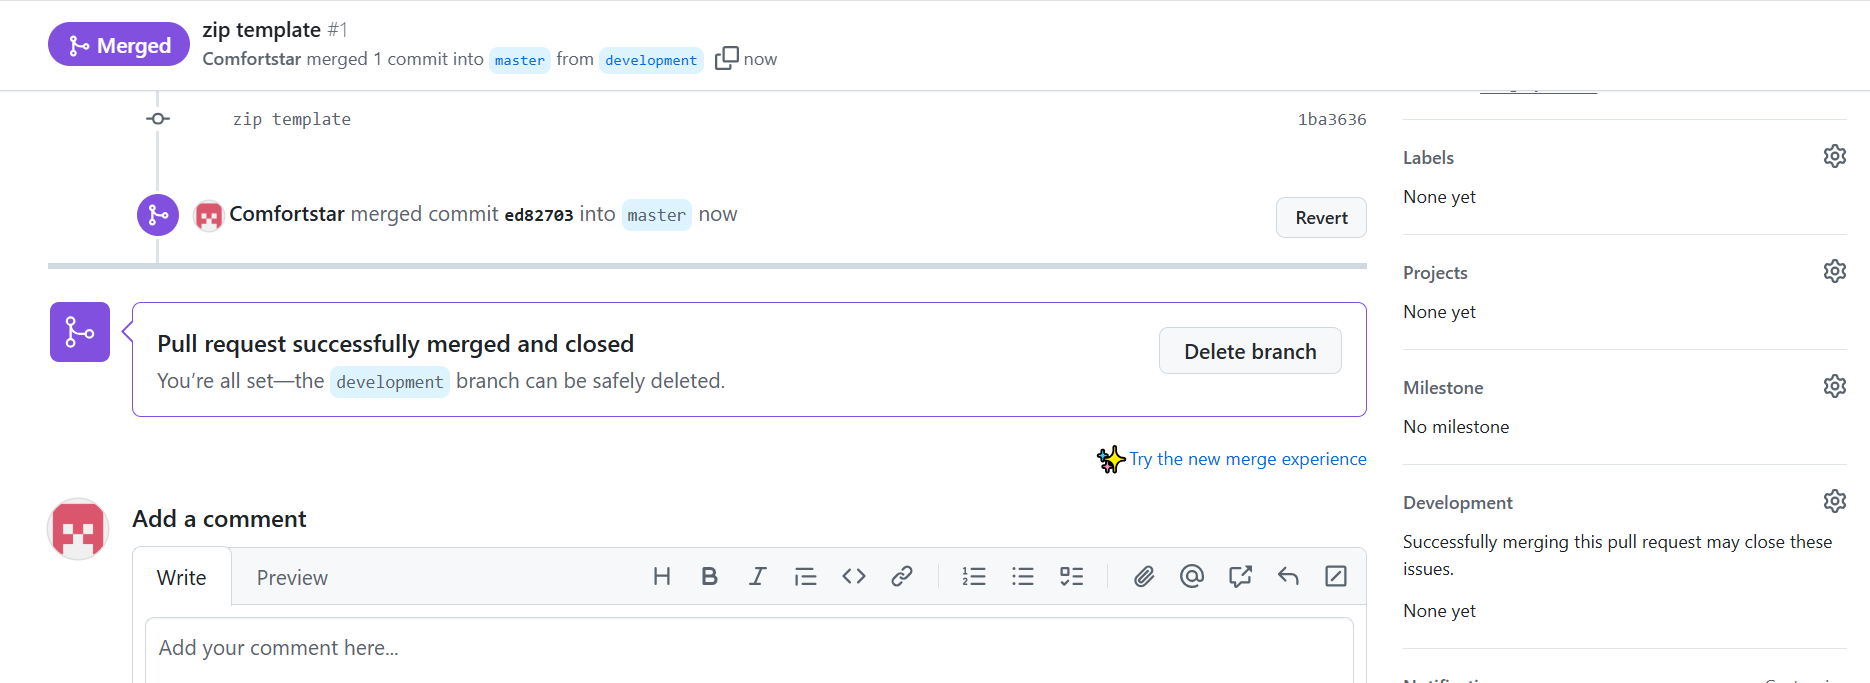 Merged
zip template #1
Comfortstar merged 1 commit into master from development now
zip template 1ba3636
Comfortstar merged commit ed82703 into master now
Revert
Pull request successfully merged and closed
You’re all set—the development branch can be safely deleted.
Delete branch
Try the new merge experience
Add a comment
Write Preview
Add your comment here...
Labels
None yet
Projects
None yet
Milestone
No milestone
Development
Successfully merging this pull request may close these
issues.
None yet